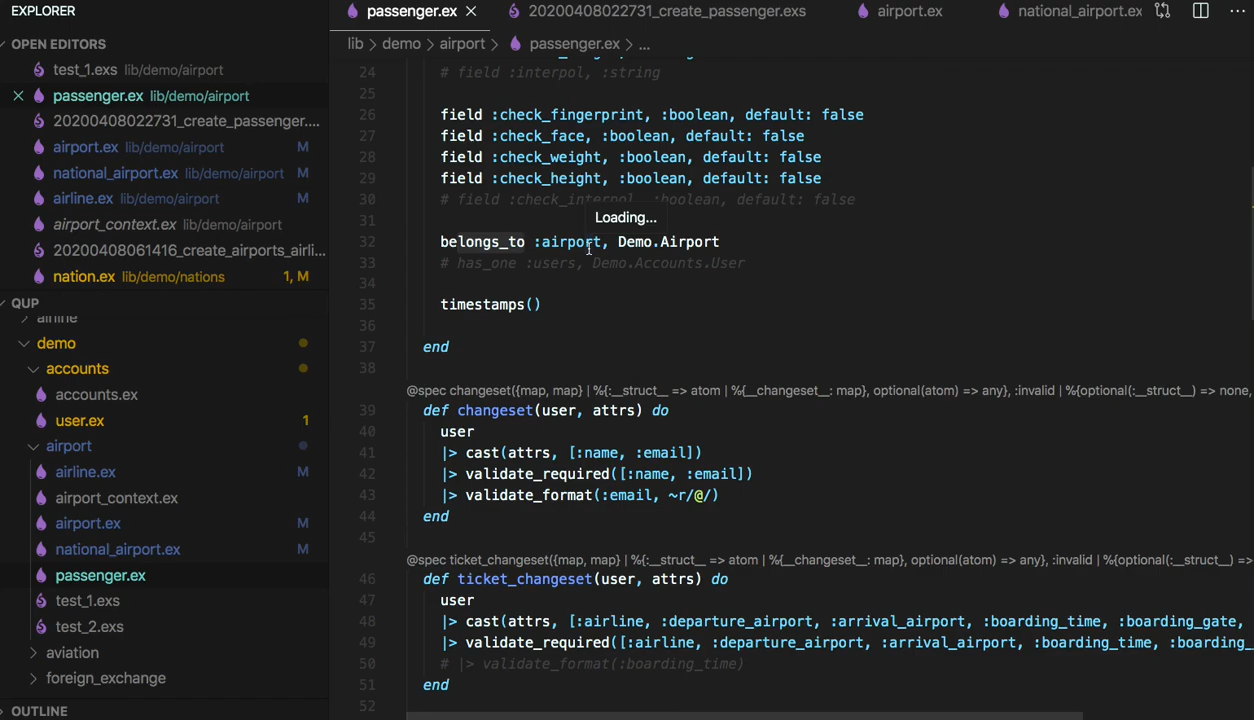 EXPLORER
OPEN EDITORS
test_1.exs lib/demo/airport
passenger.ex lib/demo/airport
20200408022731_create_passenger....
airport.ex lib/demo/airport M
national_airport.ex lib/demo/airport M
airline.ex lib/demo/airport M
airport_context.ex lib/demo/airport
20200408061416_create_airports_airli...
nation.ex lib/demo/nations 1, M
QUP
airline
demo
accounts
accounts.ex
user.ex 1
airport
airline.ex M
airport_context.ex
airport.ex M
national_airport.ex M
passenger.ex
test_1.exs
test_2.exs
aviation
foreign_exchange
OUTLINE
passenger.ex
20200408022731_create_passenger.exs
airport.ex
national_airport.ex
lib > demo > airport > passenger.ex > ...
24 # field :interpol, :string
25
26 field :check_fingerprint, :boolean, default: false
27 field :check_face, :boolean, default: false
28 field :check_weight, :boolean, default: false
29 field :check_height, :boolean, default: false
30 # field :check_interpol, :boolean, default: false
Loading...
31
32 belongs_to :airport, Demo.Airport
33 # has_one :users, Demo.Accounts.User
34
35 timestamps()
36
37 end
38
@spec changeset({map, map} | %{:__struct__ => atom | %{__changeset__: map}, optional(atom) => any}, :invalid | %{optional(:__struct__) => none,
39 def changeset(user, attrs) do
40 user
41 |> cast(attrs, [:name, :email])
42 |> validate_required([:name, :email])
43 |> validate_format(:email, ~r/@/)
44 end
45
@spec ticket_changeset({map, map} | %{:__struct__ => atom | %{__changeset__: map}, optional(atom) => any}, :invalid | %{optional(:__struct__) =>
46 def ticket_changeset(user, attrs) do
47 user
48 |> cast(attrs, [:airline, :departure_airport, :arrival_airport, :boarding_time, :boarding_gate,
49 |> validate_required([:airline, :departure_airport, :arrival_airport, :boarding_time, :boarding_
50 # |> validate_format(:boarding_time)
51 end
52